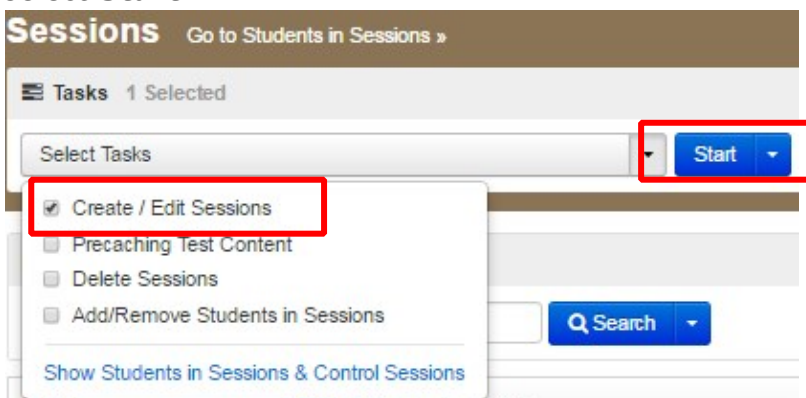 Sessions Go to Students in Sessions »
Tasks 1 Selected
Select Tasks Start
Create / Edit Sessions
Precaching Test Content
Delete Sessions
Add/Remove Students in Sessions
Search
Show Students in Sessions & Control Sessions